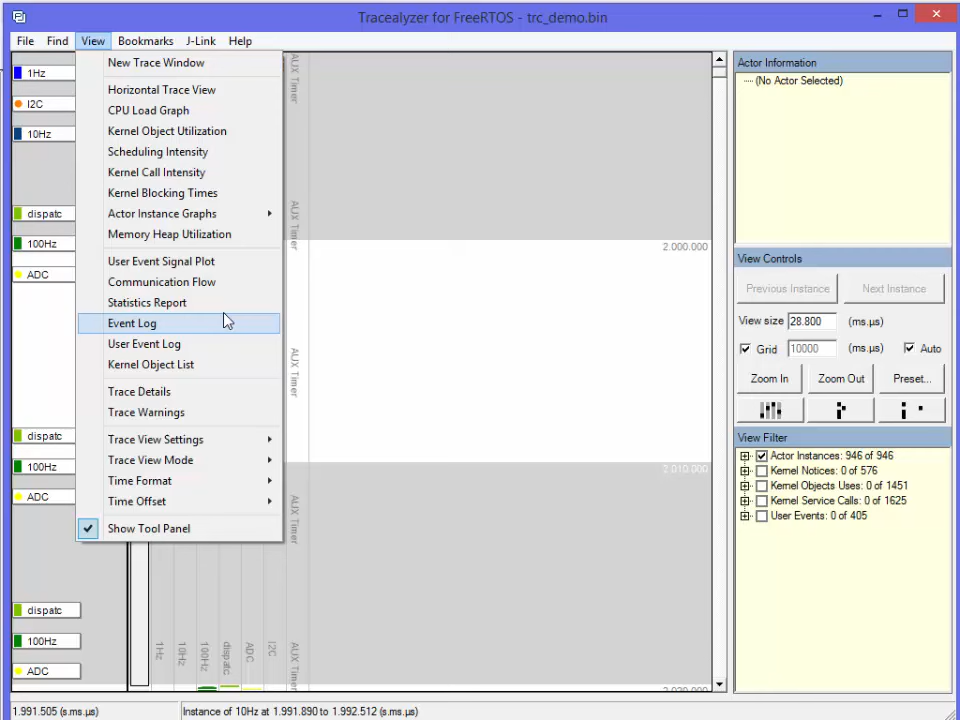 Tracealyzer for FreeRTOS - trc_demo.bin
File Find View Bookmarks J-Link Help
New Trace Window
Horizontal Trace View
CPU Load Graph
Kernel Object Utilization
Scheduling Intensity
Kernel Call Intensity
Kernel Blocking Times
Actor Instance Graphs
Memory Heap Utilization
User Event Signal Plot
Communication Flow
Statistics Report
Event Log
User Event Log
Kernel Object List
Trace Details
Trace Warnings
Trace View Settings
Trace View Mode
Time Format
Time Offset
Show Tool Panel
1Hz
I2C
10Hz
dispatc
100Hz
ADC
dispatc
100Hz
ADC
dispatc
100Hz
ADC
AUX Timer
AUX Timer
AUX Timer
AUX Timer
1Hz
10Hz
100Hz
dispatc
ADC
I2C
AUX Timer
2.000.000
2.010.000
2.020.000
Actor Information
(No Actor Selected)
View Controls
Previous Instance Next Instance
View size 28.800 (ms.µs)
Grid 10000 (ms.µs) Auto
Zoom In Zoom Out Preset...
View Filter
Actor Instances: 946 of 946
Kernel Notices: 0 of 576
Kernel Objects Uses: 0 of 1451
Kernel Service Calls: 0 of 1625
User Events: 0 of 405
1.991.505 (s.ms.µs)
Instance of 10Hz at 1.991.890 to 1.992.512 (s.ms.µs)